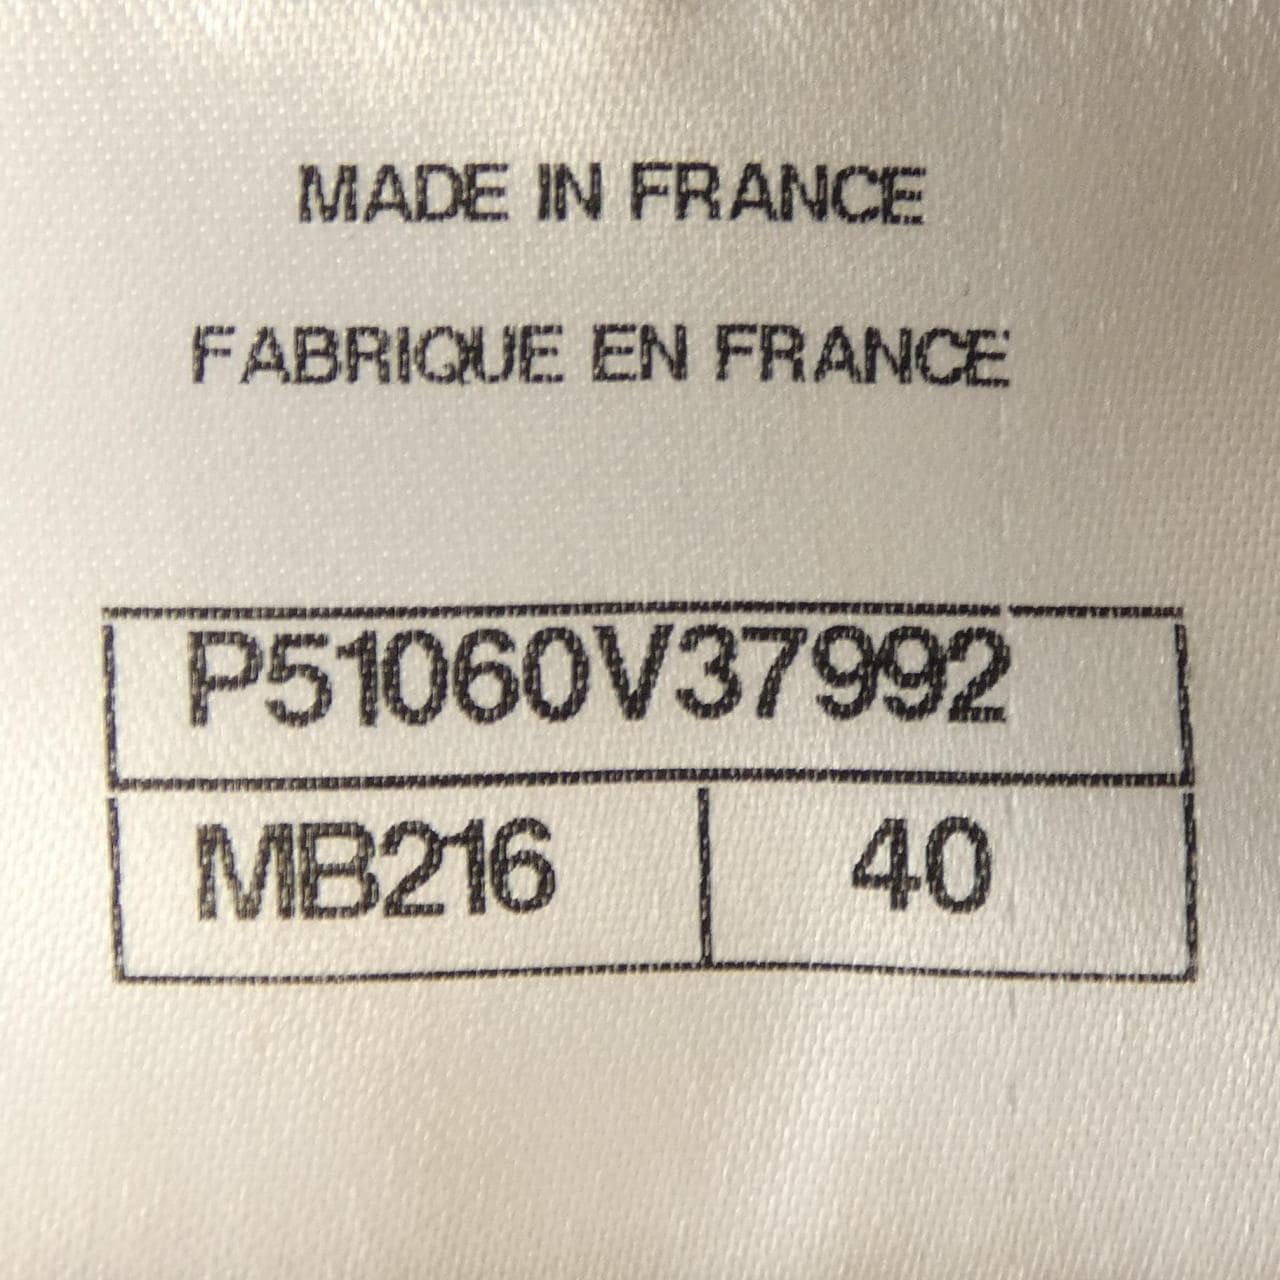 MADE IN FRANCE
FABRIQUE EN FRANCE
P51060V37992
MB216 40